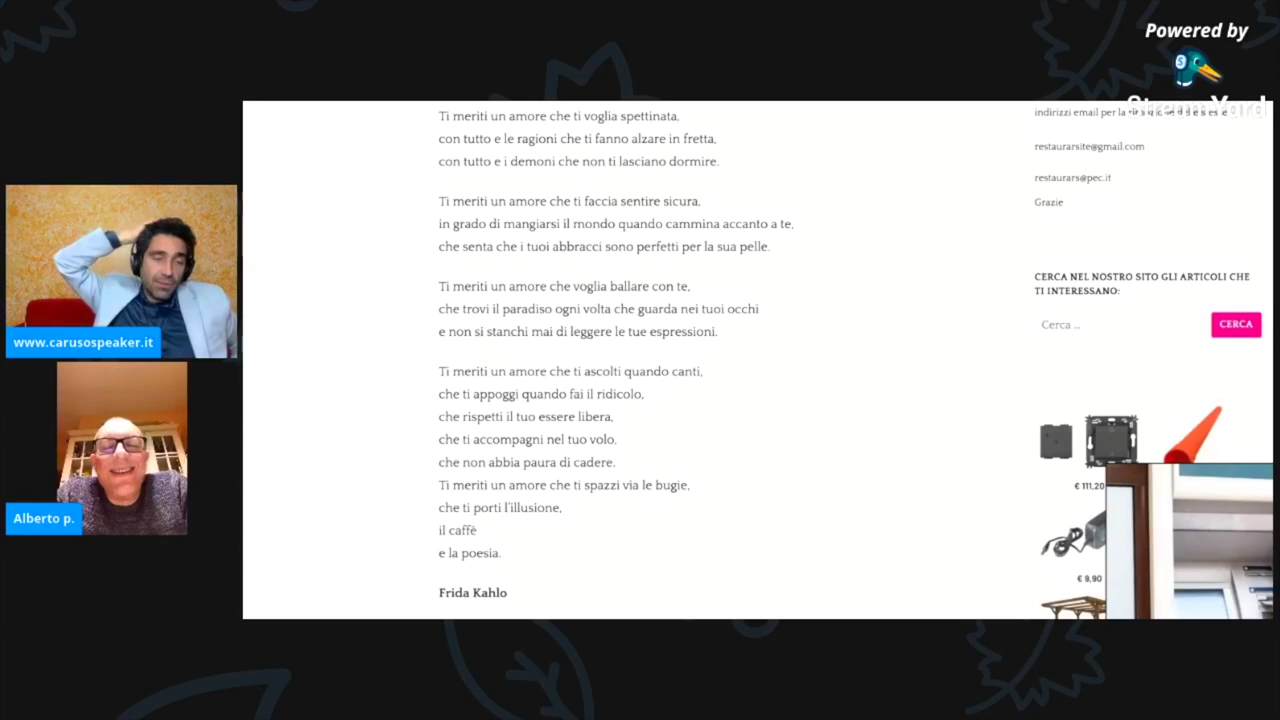 Powered by
StreamYard
Ti meriti un amore che ti voglia spettinata,
con tutto e le ragioni che ti fanno alzare in fretta,
con tutto e i demoni che non ti lasciano dormire.
Ti meriti un amore che ti faccia sentire sicura,
in grado di mangiarsi il mondo quando cammina accanto a te,
che senta che i tuoi abbracci sono perfetti per la sua pelle.
Ti meriti un amore che voglia ballare con te,
che trovi il paradiso ogni volta che guarda nei tuoi occhi
e non si stanchi mai di leggere le tue espressioni.
Ti meriti un amore che ti ascolti quando canti,
che ti appoggi quando fai il ridicolo,
che rispetti il tuo essere libera,
che ti accompagni nel tuo volo,
che non abbia paura di cadere.
Ti meriti un amore che ti spazzi via le bugie,
che ti porti l'illusione,
il caffè
e la poesia.
Frida Kahlo
indirizzi email per la
restaurarsite@gmail.com
restaurars@pec.it
Grazie
CERCA NEL NOSTRO SITO GLI ARTICOLI CHE
TI INTERESSANO:
Cerca ...
CERCA
€ 111,20
€ 9,90
www.carusospeaker.it
Alberto p.